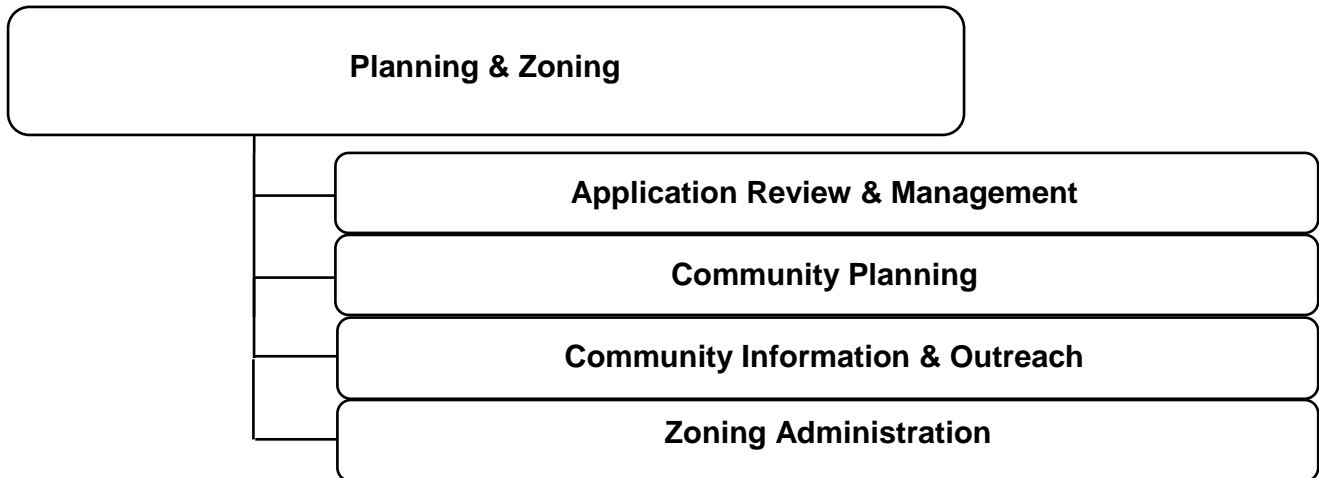 Planning & Zoning
Application Review & Management
Community Planning
Community Information & Outreach
Zoning Administration